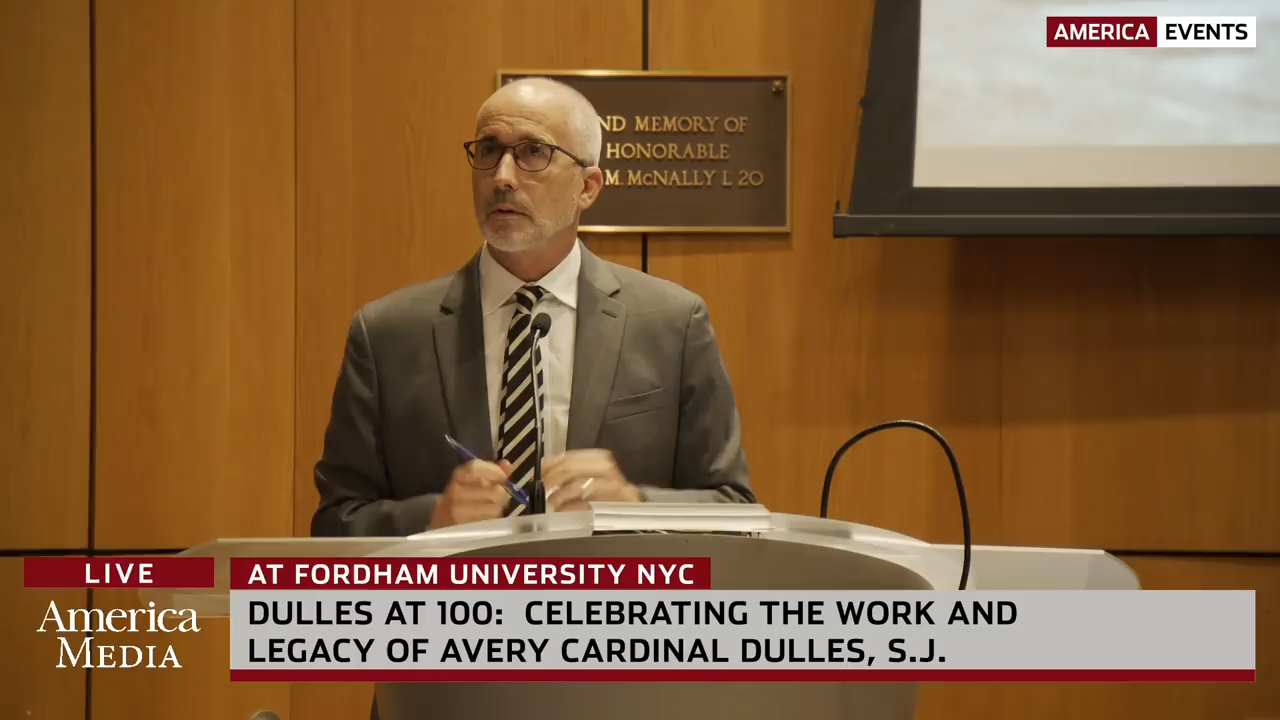 AMERICA EVENTS
ND MEMORY OF
HONORABLE
M. McNALLY L'20
LIVE
AT FORDHAM UNIVERSITY NYC
America
MEDIA
DULLES AT 100: CELEBRATING THE WORK AND
LEGACY OF AVERY CARDINAL DULLES, S.J.